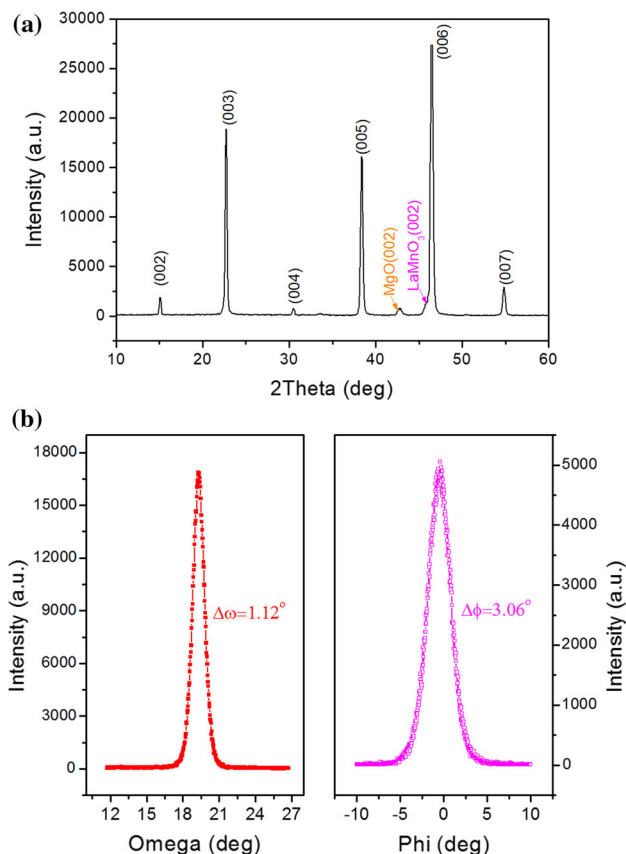 (a)
30000
25000
20000
15000
10000
5000
0
Intensity (a.u.)
(002)
(003)
(004)
(005)
MgO(002)
LaMnO₃(002)
(006)
(007)
10 20 30 40 50 60
2Theta (deg)
(b)
18000
15000
12000
9000
6000
3000
0
Intensity (a.u.)
Δω=1.12°
12 15 18 21 24 27
Omega (deg)
Δϕ=3.06°
5000
4000
3000
2000
1000
0
Intensity (a.u.)
-10 -5 0 5 10
Phi (deg)